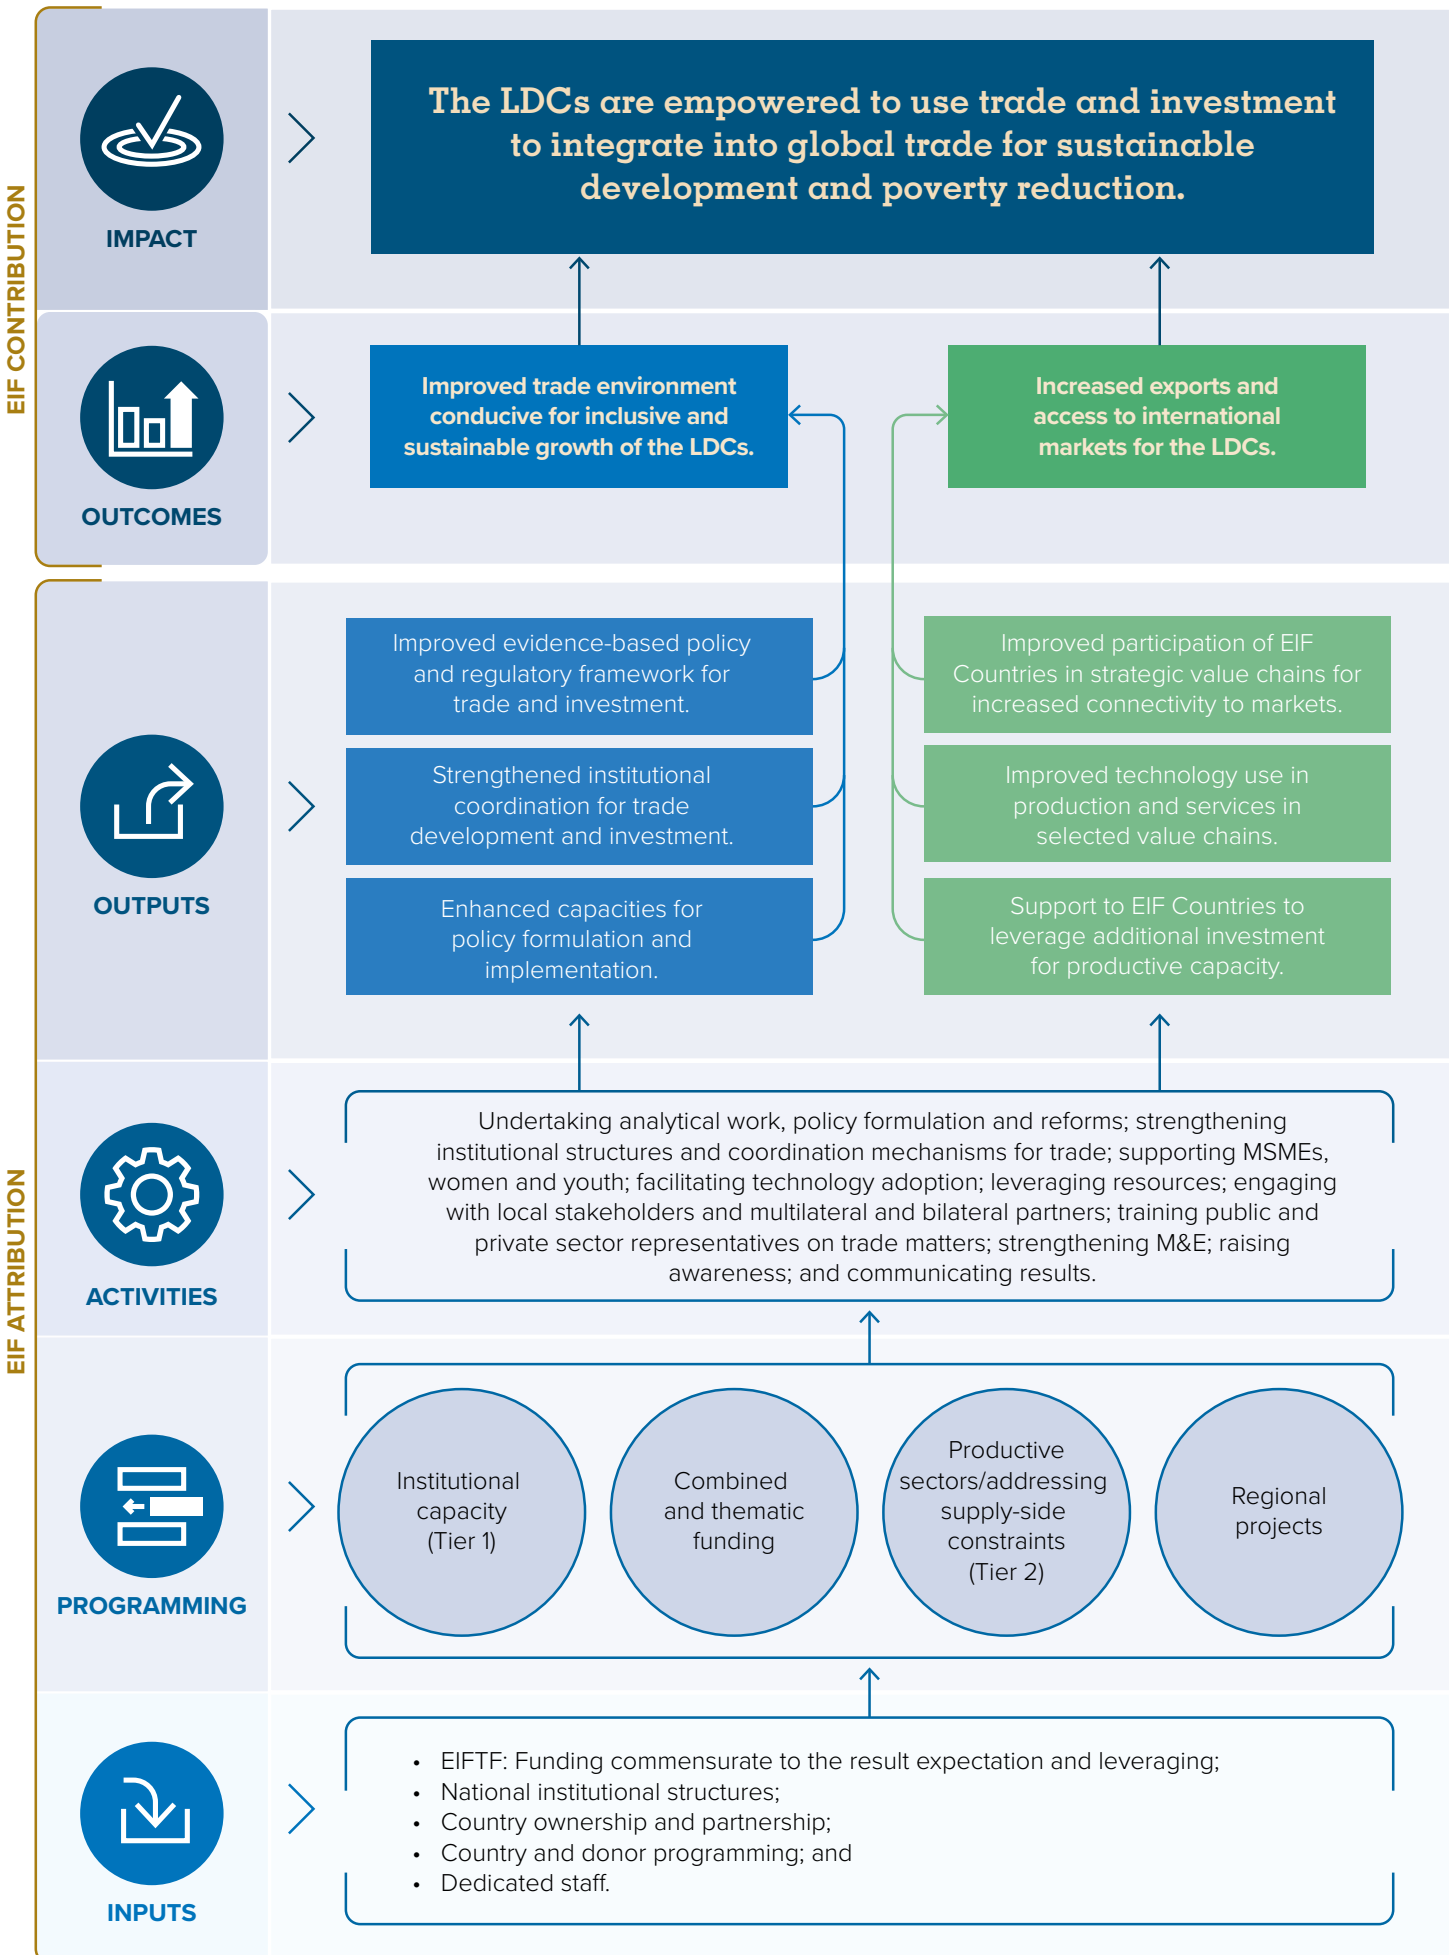 EIF CONTRIBUTION
IMPACT
The LDCs are empowered to use trade and investment
to integrate into global trade for sustainable
development and poverty reduction.
OUTCOMES
Improved trade environment
conducive for inclusive and
sustainable growth of the LDCs.
Increased exports and
access to international
markets for the LDCs.
EIF ATTRIBUTION
OUTPUTS
Improved evidence-based policy
and regulatory framework for
trade and investment.
Strengthened institutional
coordination for trade
development and investment.
Enhanced capacities for
policy formulation and
implementation.
Improved participation of EIF
Countries in strategic value chains for
increased connectivity to markets.
Improved technology use in
production and services in
selected value chains.
Support to EIF Countries to
leverage additional investment
for productive capacity.
ACTIVITIES
Undertaking analytical work, policy formulation and reforms; strengthening
institutional structures and coordination mechanisms for trade; supporting MSMEs,
women and youth; facilitating technology adoption; leveraging resources; engaging
with local stakeholders and multilateral and bilateral partners; training public and
private sector representatives on trade matters; strengthening M&E; raising
awareness; and communicating results.
PROGRAMMING
Institutional
capacity
(Tier 1)
Combined
and thematic
funding
Productive
sectors/addressing
supply-side
constraints
(Tier 2)
Regional
projects
INPUTS
• EIFTF: Funding commensurate to the result expectation and leveraging;
• National institutional structures;
• Country ownership and partnership;
• Country and donor programming; and
• Dedicated staff.